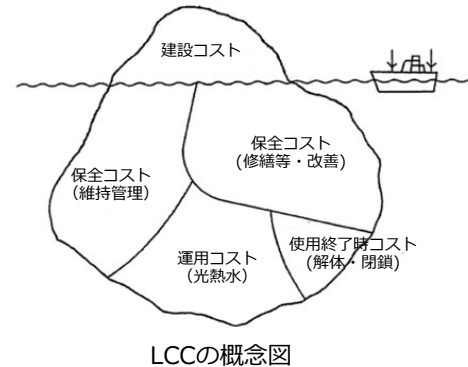 建設コスト
保全コスト
(修繕等・改善)
保全コスト
（維持管理）
運用コスト
（光熱水）
使用終了時コスト
(解体・閉鎖)
LCCの概念図